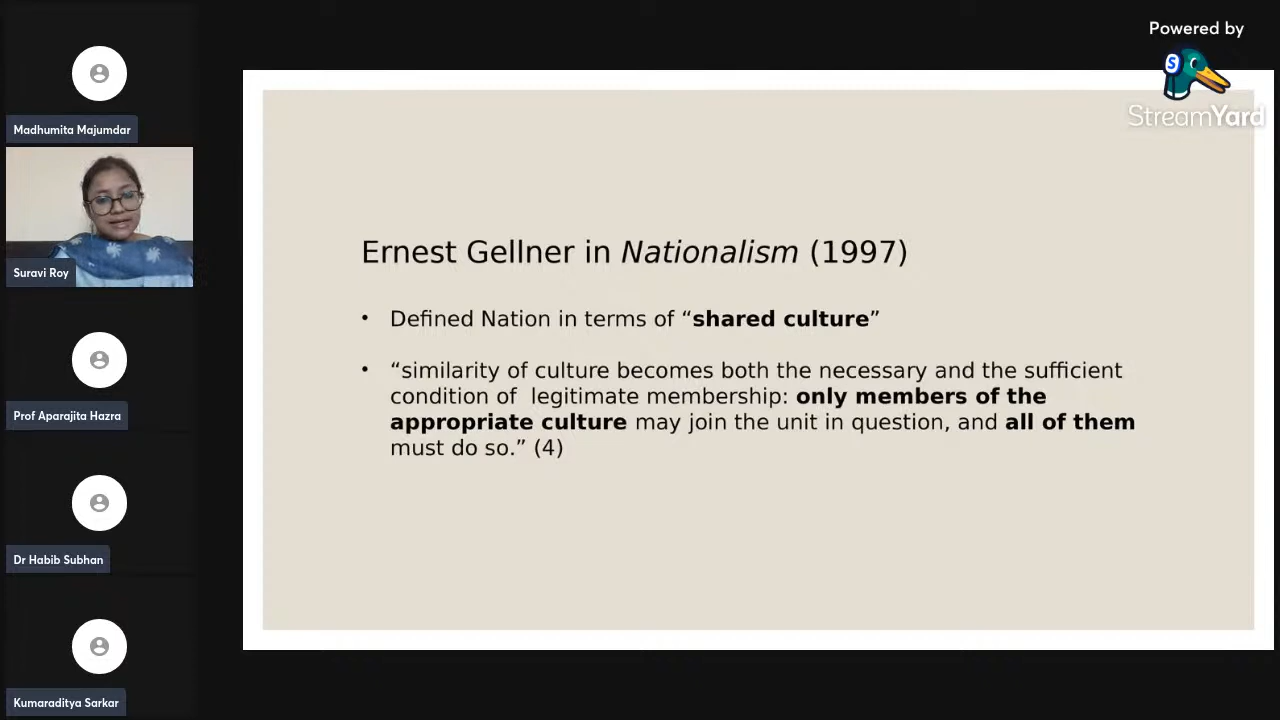 Powered by
S
StreamYard
Madhumita Majumdar
Suravi Roy
Prof Aparajita Hazra
Dr Habib Subhan
Kumaraditya Sarkar
Ernest Gellner in Nationalism (1997)
• Defined Nation in terms of “shared culture”
• “similarity of culture becomes both the necessary and the sufficient
condition of  legitimate membership: only members of the
appropriate culture may join the unit in question, and all of them
must do so.” (4)